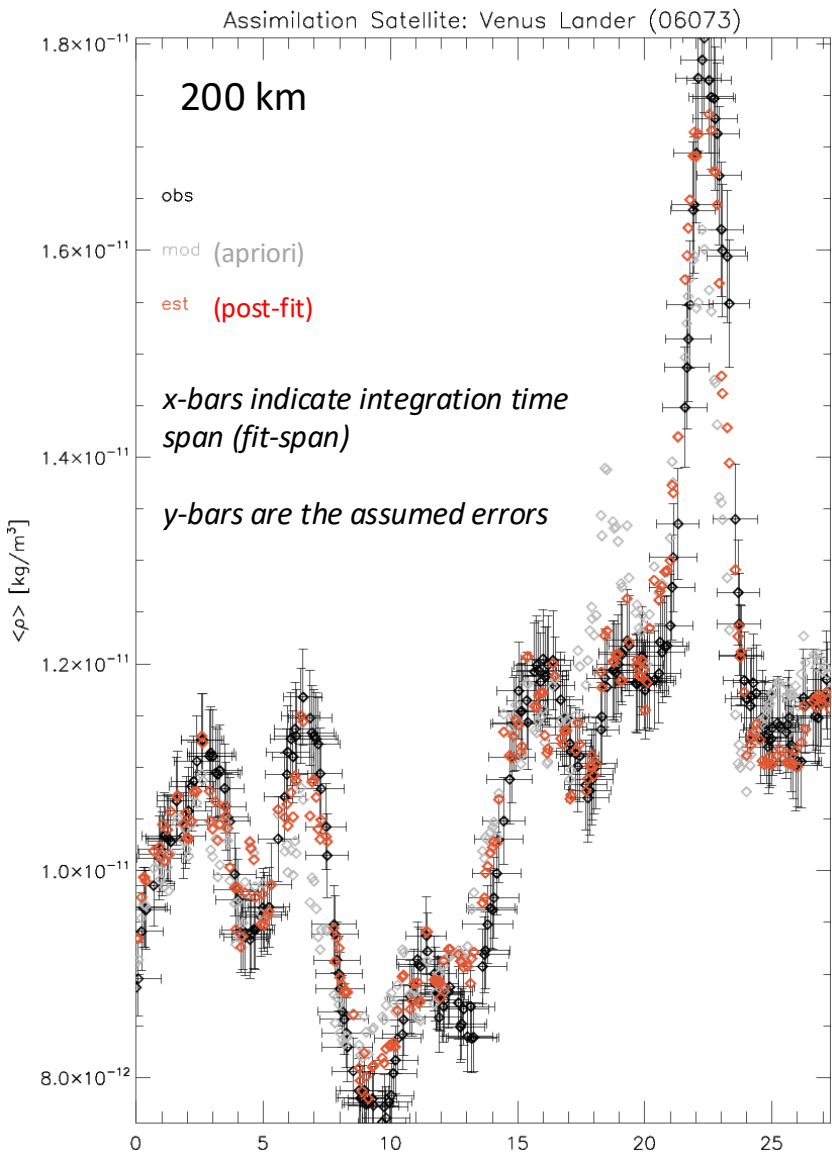 Assimilation Satellite: Venus Lander (06073)
1.8×10⁻¹¹
200 km
obs
1.6×10⁻¹¹
mod (apriori)
est (post-fit)
x-bars indicate integration time
span (fit-span)
1.4×10⁻¹¹
y-bars are the assumed errors
<ρ> [kg/m³]
1.2×10⁻¹¹
1.0×10⁻¹¹
8.0×10⁻¹²
0 5 10 15 20 25